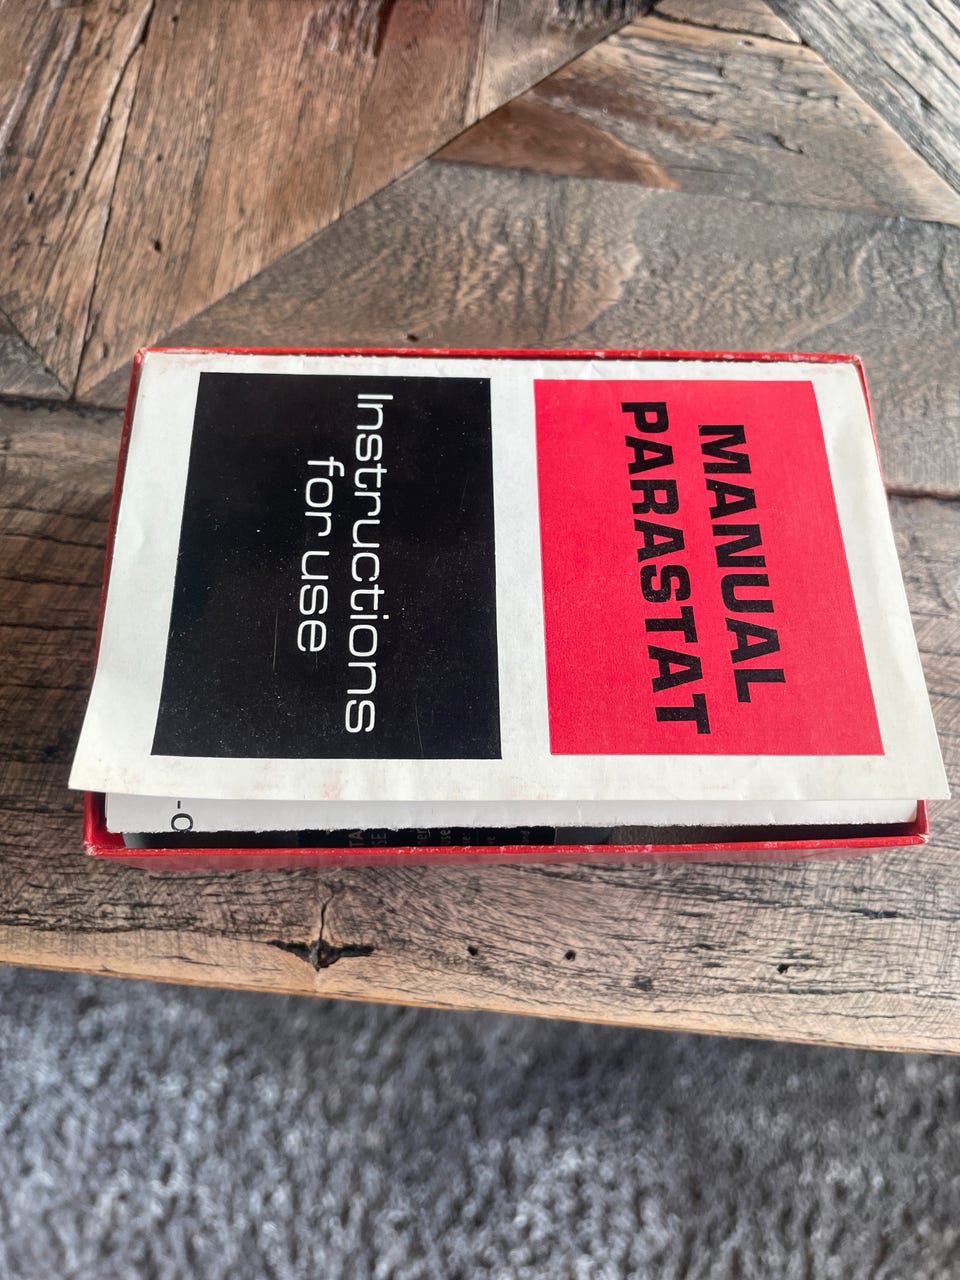 MANUAL
PARASTAT
Instructions
for use